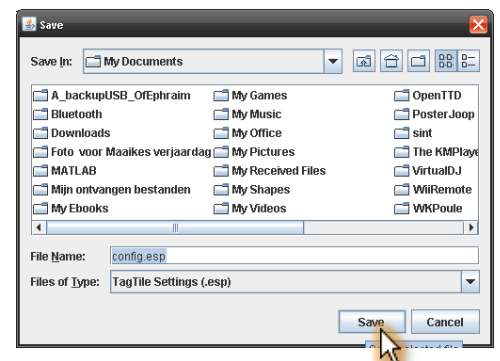 Save
Save In: My Documents
A_backupUSB_OfEphraim My Games OpenTTD
Bluetooth My Music PosterJoop
Downloads My Office sint
Foto voor Maaikes verjaardag My Pictures The KMPlaye
MATLAB My Received Files VirtualDJ
Mijn ontvangen bestanden My Shapes WiiRemote
My Ebooks My Videos WKPoule
File Name: config.esp
Files of Type: TagTile Settings (.esp)
Save Cancel